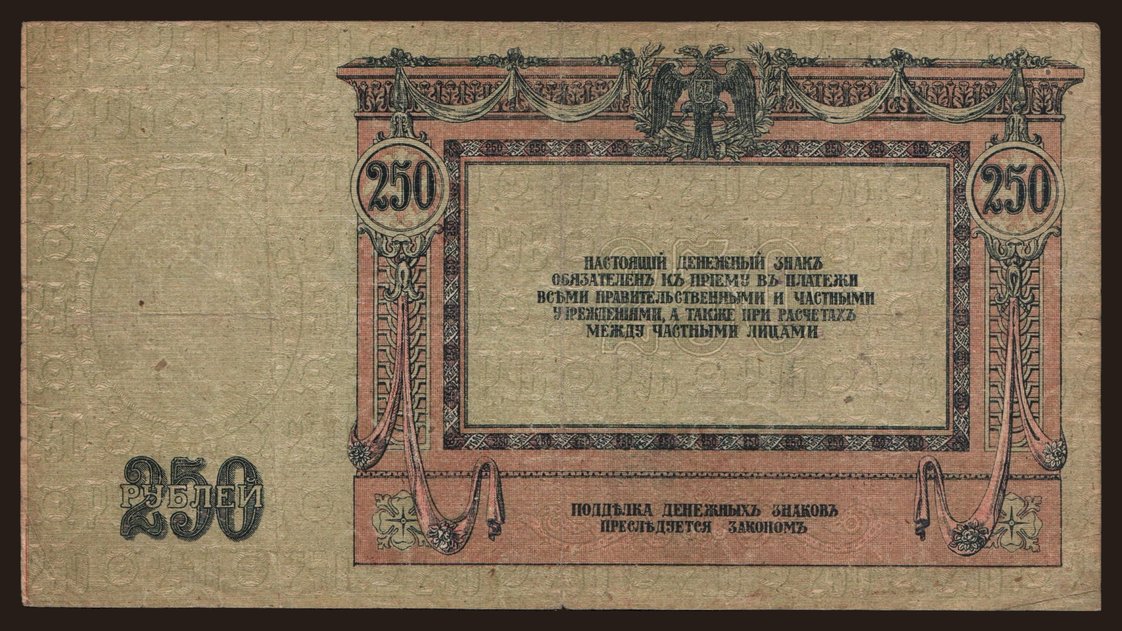 250
250
НАСТОЯЩІЙ ДЕНЕЖНЫЙ ЗНАКЪ
ОБЯЗАТЕЛЕНЪ КЪ ПРІЕМУ ВЪ ПЛАТЕЖИ
ВСѢМИ ПРАВИТЕЛЬСТВЕННЫМИ И ЧАСТНЫМИ
УЧРЕЖДЕНІЯМИ, А ТАКЖЕ ПРИ РАСЧЕТАХЪ
МЕЖДУ ЧАСТНЫМИ ЛИЦАМИ
250
250
РУБЛЕЙ
ПОДДѢЛКА ДЕНЕЖНЫХЪ ЗНАКОВЪ
ПРЕСЛѢДУЕТСЯ ЗАКОНОМЪ